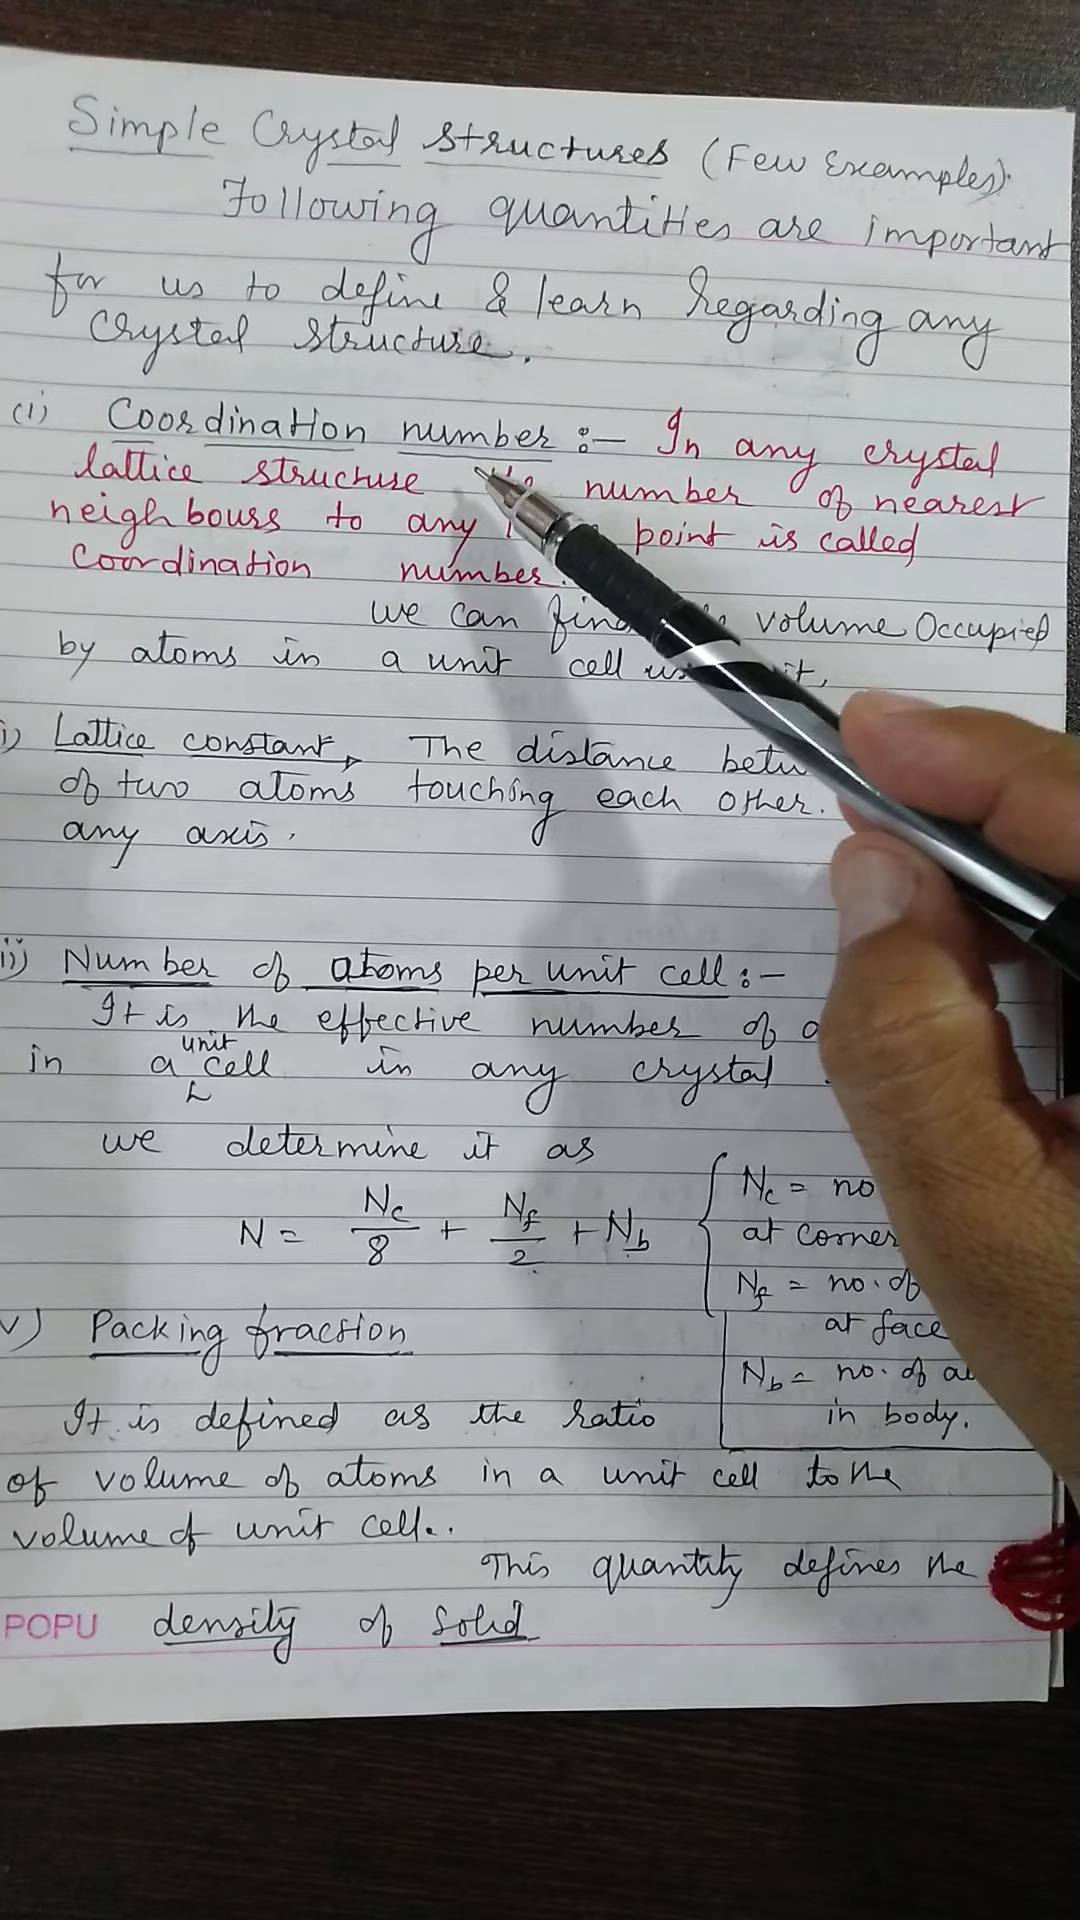 Simple Crystal Structures (Few Examples).
Following quantities are important
for us to define & learn Regarding any
Crystal Structure.
(i) Coordination number :- In any crystal
lattice structure number of nearest
neighbours to any point is called
Coordination number.
we can find volume Occupied
by atoms in a unit cell it,
i) Lattice constant, The distance betw
of two atoms touching each other.
any axis.
ii) Number of atoms per unit cell :-
It is the effective number of a
in a unit cell in any crystal
we determine it as
N = Nc/8 + Nf/2 + Nb
Nc = no
at corner
Nf = no. of
at face
Nb = no. of a
in body.
v) Packing fraction
It is defined as the ratio
of volume of atoms in a unit cell to the
volume of unit cell..
This quantity defines the
POPU density of Solid